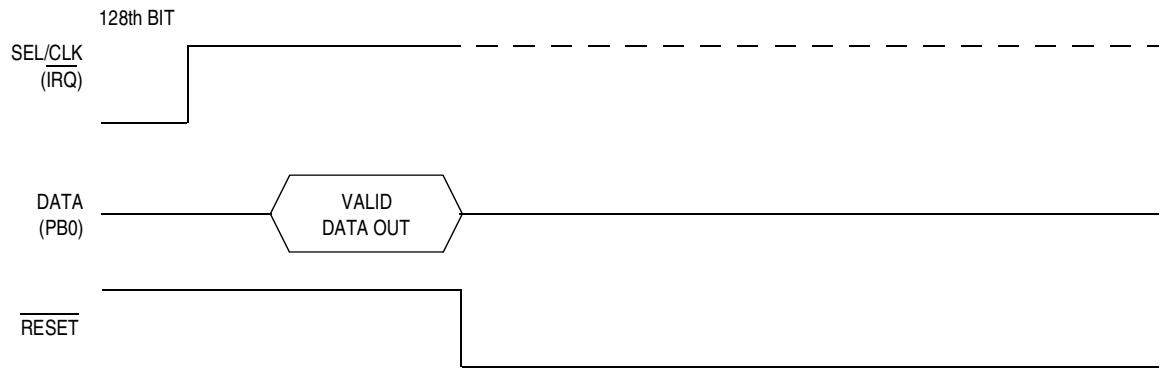 128th BIT
SEL/CLK
(IRQ)
DATA
(PB0)
VALID
DATA OUT
RESET